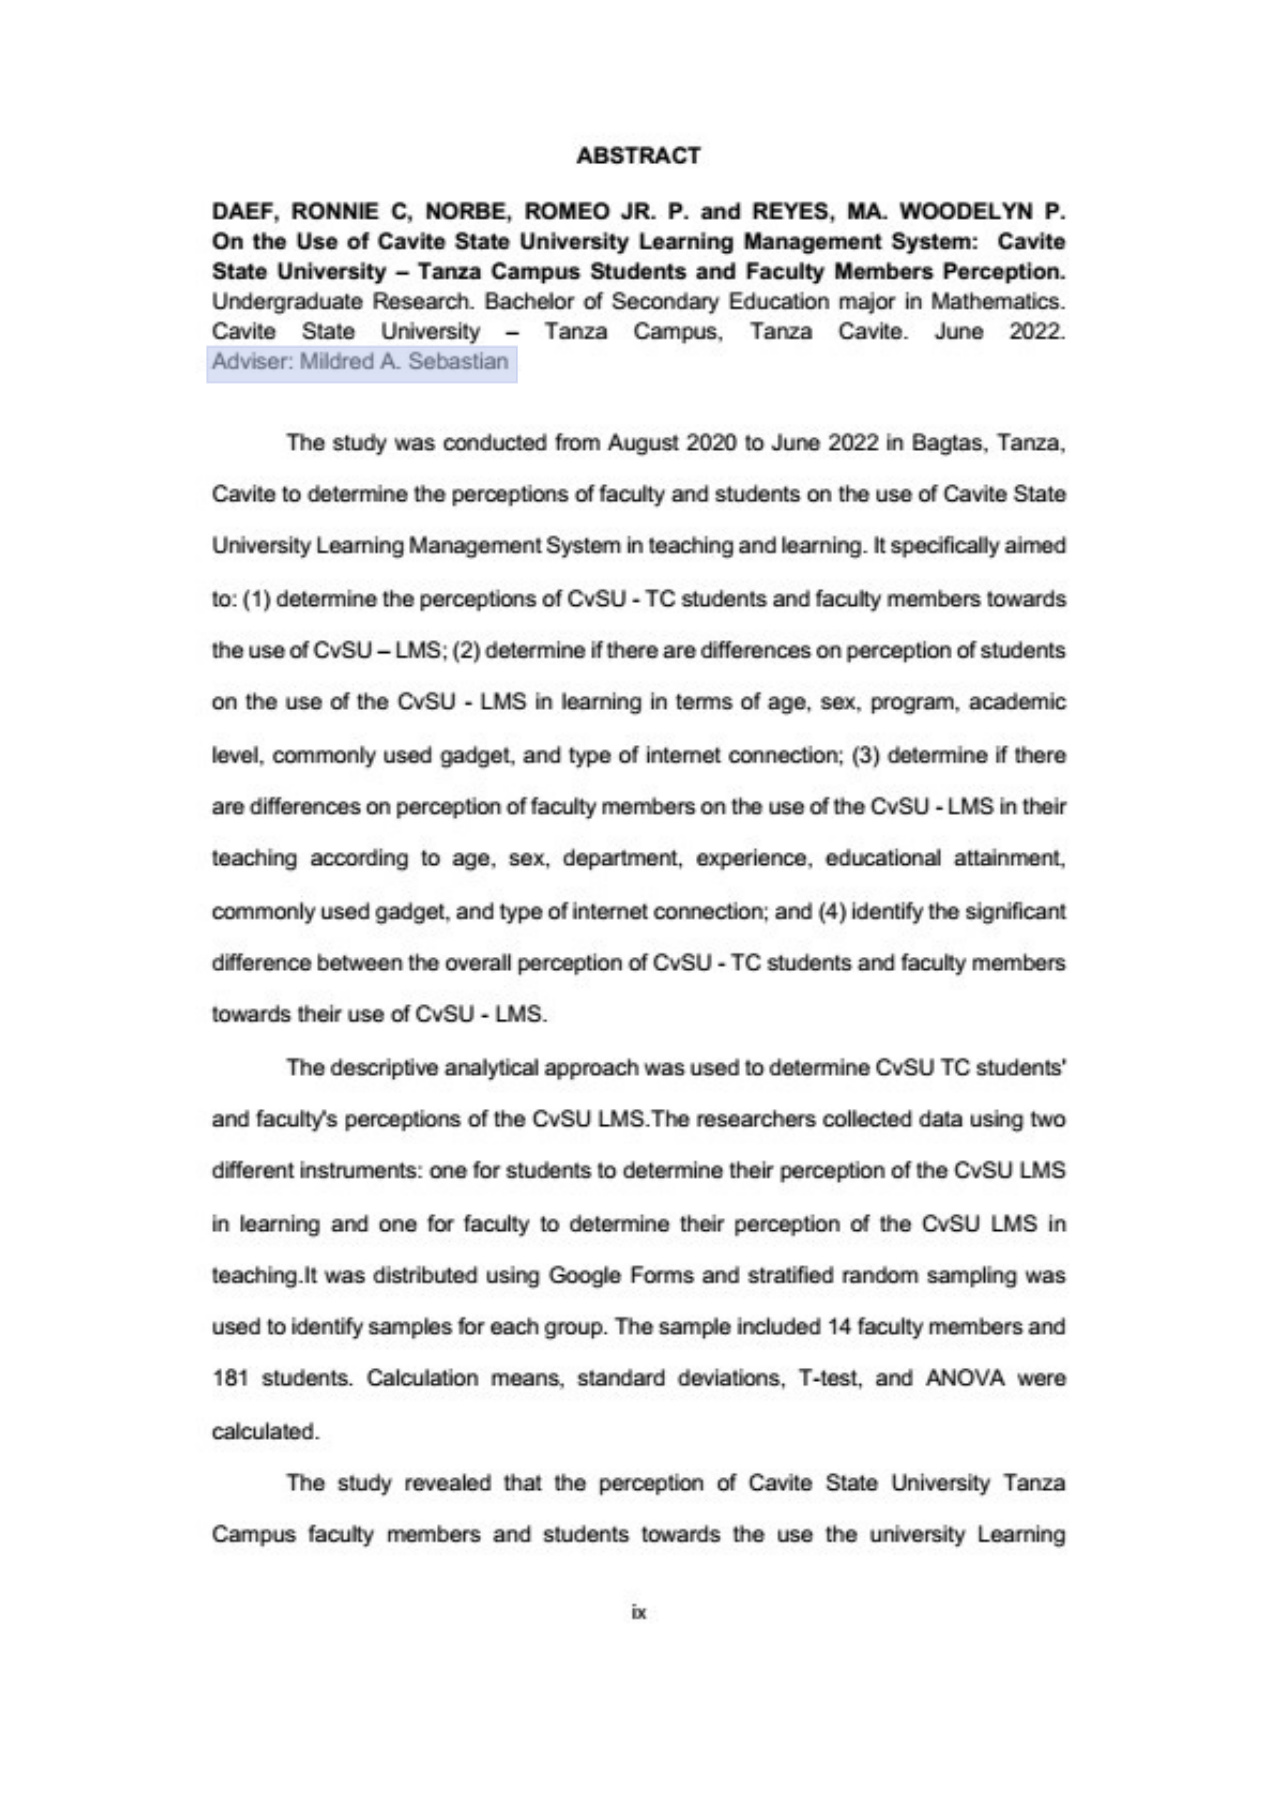 ABSTRACT
DAEF, RONNIE C, NORBE, ROMEO JR. P. and REYES, MA. WOODELYN P.
On the Use of Cavite State University Learning Management System: Cavite
State University – Tanza Campus Students and Faculty Members Perception.
Undergraduate Research. Bachelor of Secondary Education major in Mathematics.
Cavite State University – Tanza Campus, Tanza Cavite. June 2022.
Adviser: Mildred A. Sebastian
The study was conducted from August 2020 to June 2022 in Bagtas, Tanza,
Cavite to determine the perceptions of faculty and students on the use of Cavite State
University Learning Management System in teaching and learning. It specifically aimed
to: (1) determine the perceptions of CvSU - TC students and faculty members towards
the use of CvSU – LMS; (2) determine if there are differences on perception of students
on the use of the CvSU - LMS in learning in terms of age, sex, program, academic
level, commonly used gadget, and type of internet connection; (3) determine if there
are differences on perception of faculty members on the use of the CvSU - LMS in their
teaching according to age, sex, department, experience, educational attainment,
commonly used gadget, and type of internet connection; and (4) identify the significant
difference between the overall perception of CvSU - TC students and faculty members
towards their use of CvSU - LMS.
The descriptive analytical approach was used to determine CvSU TC students'
and faculty's perceptions of the CvSU LMS.The researchers collected data using two
different instruments: one for students to determine their perception of the CvSU LMS
in learning and one for faculty to determine their perception of the CvSU LMS in
teaching.It was distributed using Google Forms and stratified random sampling was
used to identify samples for each group. The sample included 14 faculty members and
181 students. Calculation means, standard deviations, T-test, and ANOVA were
calculated.
The study revealed that the perception of Cavite State University Tanza
Campus faculty members and students towards the use the university Learning
ix